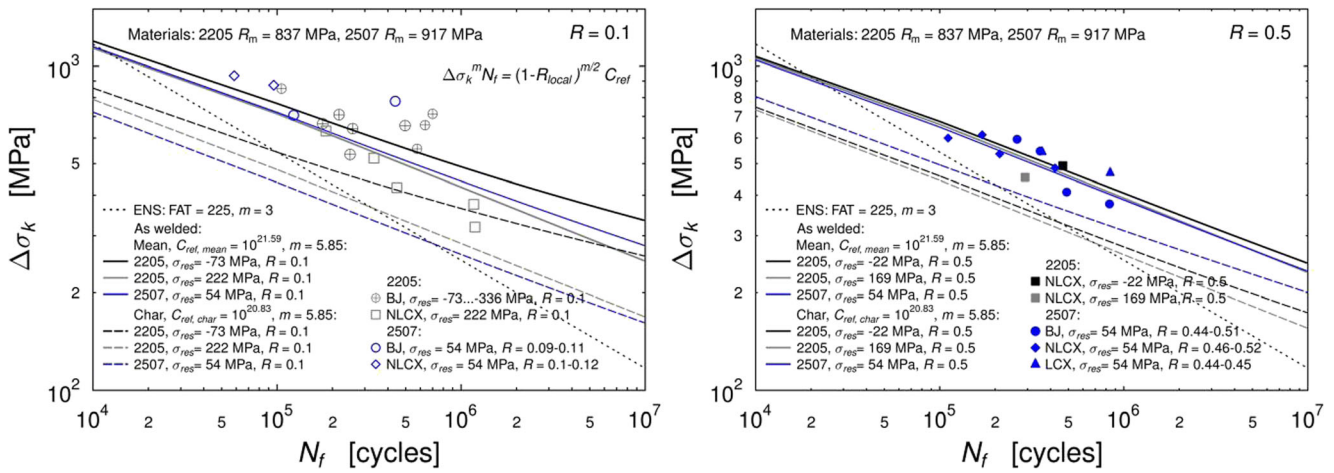 Materials: 2205 R_m = 837 MPa, 2507 R_m = 917 MPa
R = 0.1
Δσ_k^m N_f = (1-R_local)^{m/2} C_ref
10^3
5
3
2
10^2
Δσ_k [MPa]
ENS: FAT = 225, m = 3
As welded:
Mean, C_{ref, mean} = 10^{21.59}, m = 5.85:
2205, σ_res= -73 MPa, R = 0.1
2205, σ_res= 222 MPa, R = 0.1
2507, σ_res= 54 MPa, R = 0.1
Char, C_{ref, char} = 10^{20.83}, m = 5.85:
2205, σ_res= -73 MPa, R = 0.1
2205, σ_res= 222 MPa, R = 0.1
2507, σ_res= 54 MPa, R = 0.1
2205:
BJ, σ_res= -73...-336 MPa, R = 0.1
NLCX, σ_res= 222 MPa, R = 0.1
2507:
BJ, σ_res = 54 MPa, R = 0.09-0.11
NLCX, σ_res = 54 MPa, R = 0.1-0.12
10^4 2 5 10^5 2 5 10^6 2 5 10^7
N_f [cycles]
Materials: 2205 R_m = 837 MPa, 2507 R_m = 917 MPa
R = 0.5
10^3
9
8
7
6
5
4
3
2
10^2
Δσ_k [MPa]
ENS: FAT = 225, m = 3
As welded:
Mean, C_{ref, mean} = 10^{21.59}, m = 5.85:
2205, σ_res= -22 MPa, R = 0.5
2205, σ_res= 169 MPa, R = 0.5
2507, σ_res= 54 MPa, R = 0.5
Char, C_{ref, char} = 10^{20.83}, m = 5.85:
2205, σ_res= -22 MPa, R = 0.5
2205, σ_res= 169 MPa, R = 0.5
2507, σ_res= 54 MPa, R = 0.5
2205:
NLCX, σ_res= -22 MPa, R = 0.5
NLCX, σ_res= 169 MPa, R = 0.5
2507:
BJ, σ_res = 54 MPa, R = 0.44-0.51
NLCX, σ_res = 54 MPa, R = 0.46-0.52
LCX, σ_res = 54 MPa, R = 0.44-0.45
10^4 2 5 10^5 2 5 10^6 2 5 10^7
N_f [cycles]